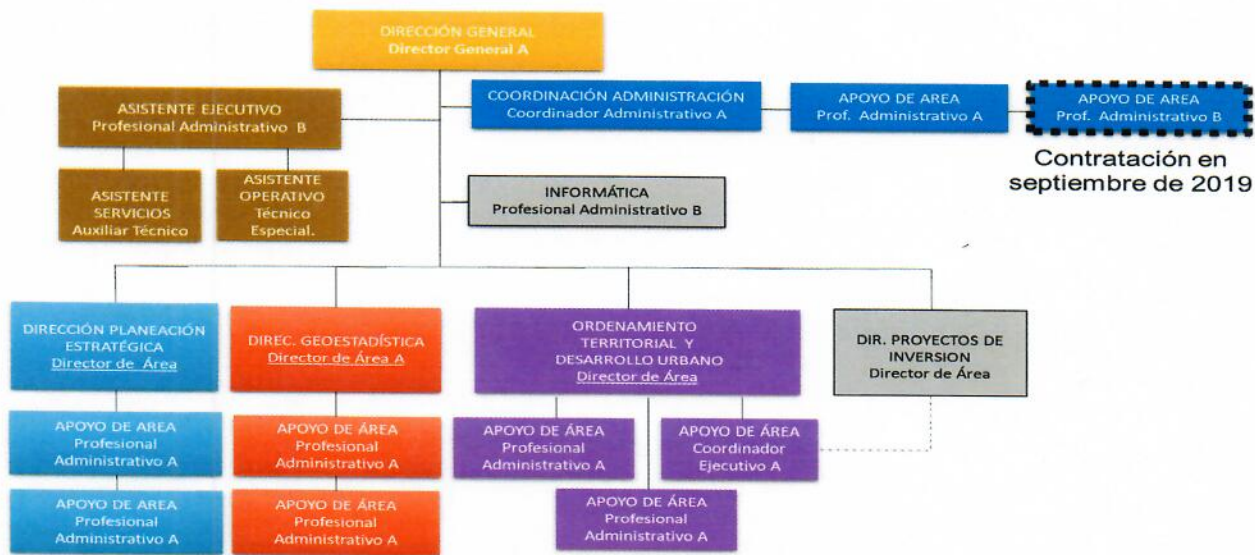 DIRECCIÓN GENERAL
Director General A
ASISTENTE EJECUTIVO
Profesional Administrativo B
COORDINACIÓN ADMINISTRACIÓN
Coordinador Administrativo A
APOYO DE AREA
Prof. Administrativo A
APOYO DE AREA
Prof. Administrativo B
Contratación en
septiembre de 2019
ASISTENTE
SERVICIOS
Auxiliar Técnico
ASISTENTE
OPERATIVO
Técnico
Especial.
INFORMÁTICA
Profesional Administrativo B
DIRECCIÓN PLANEACIÓN
ESTRATÉGICA
Director de Área
DIREC. GEOESTADÍSTICA
Director de Área A
ORDENAMIENTO
TERRITORIAL Y
DESARROLLO URBANO
Director de Área
DIR. PROYECTOS DE
INVERSION
Director de Área
APOYO DE AREA
Profesional
Administrativo A
APOYO DE ÁREA
Profesional
Administrativo A
APOYO DE ÁREA
Profesional
Administrativo A
APOYO DE ÁREA
Coordinador
Ejecutivo A
APOYO DE AREA
Profesional
Administrativo A
APOYO DE ÁREA
Profesional
Administrativo A
APOYO DE ÁREA
Profesional
Administrativo A